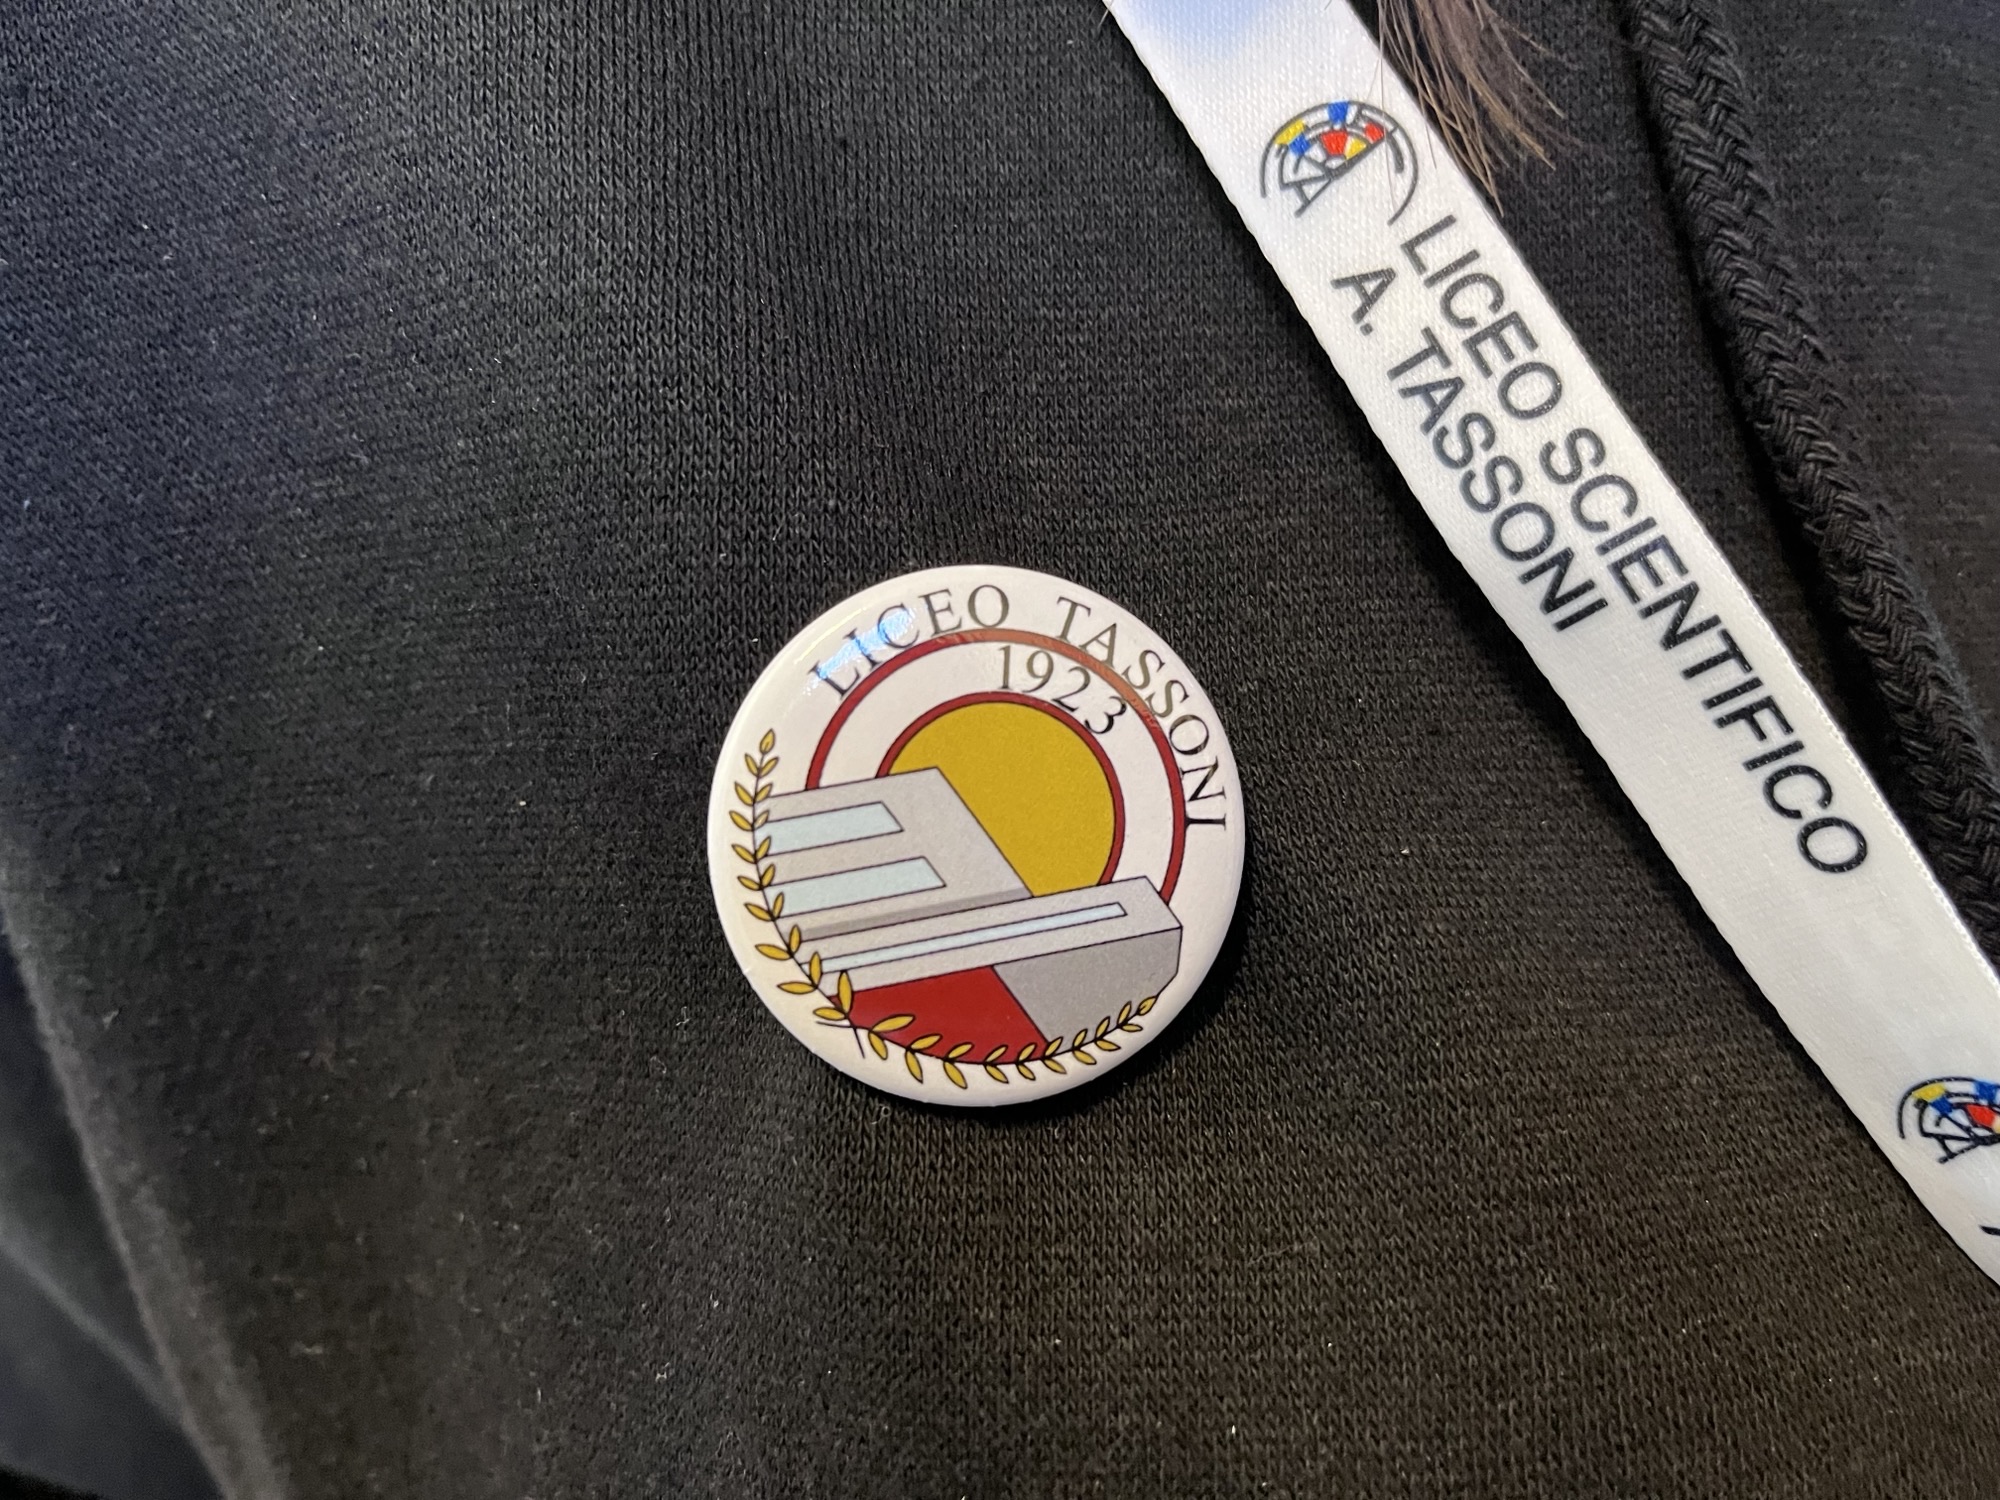 LICEO SCIENTIFICO
A. TASSONI
LICEO TASSONI
1923